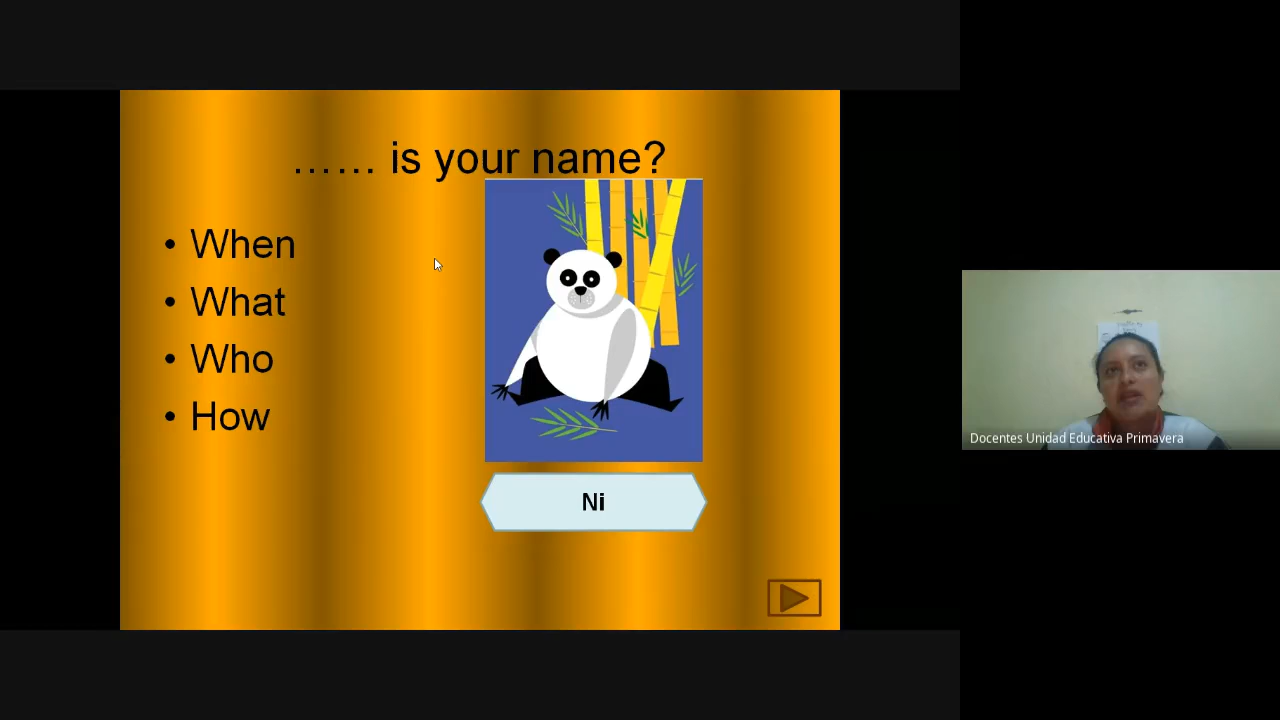 …… is your name?
• When
• What
• Who
• How
Ni
Docentes Unidad Educativa Primavera